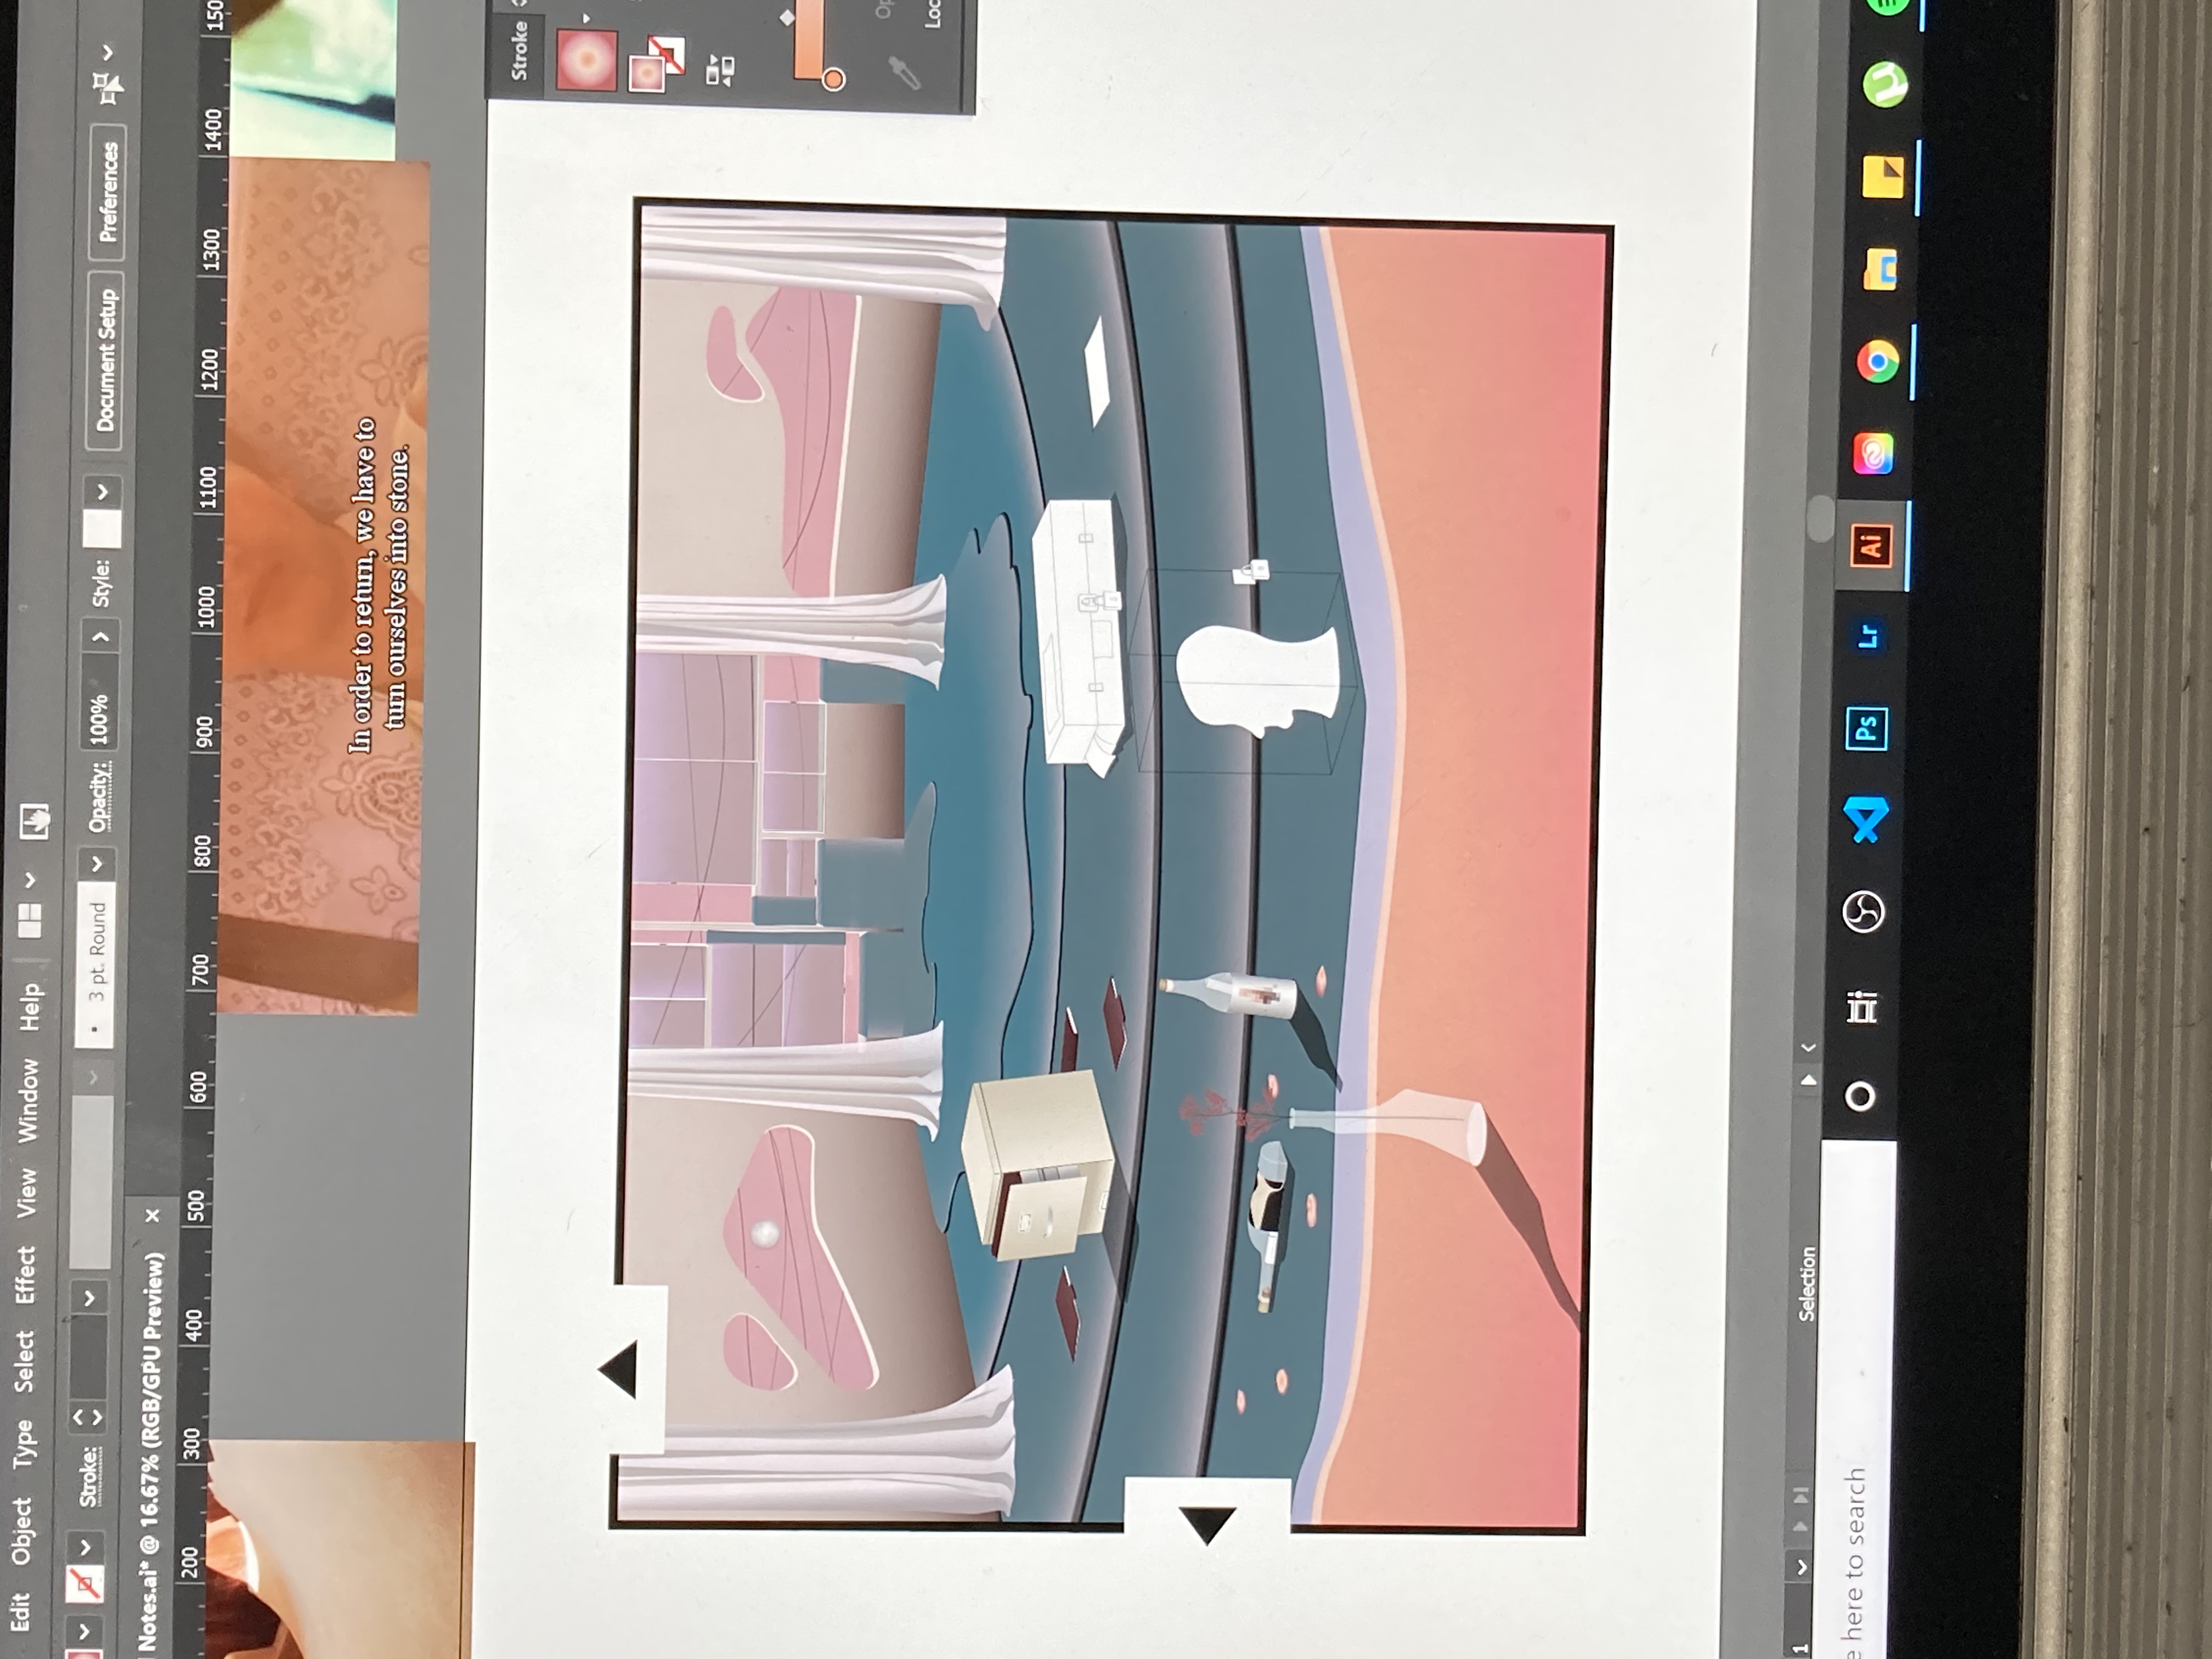 Edit Object Type Select Effect View Window Help
Stroke: 3 pt. Round Opacity: 100% Style: Document Setup Preferences
Notes.ai* @ 16.67% (RGB/GPU Preview) ×
200 300 400 500 600 700 800 900 1000 1100 1200 1300 1400 150
In order to return, we have to
turn ourselves into stone.
Stroke
Op
Loc
1 Selection
e here to search
Ps Lr Ai